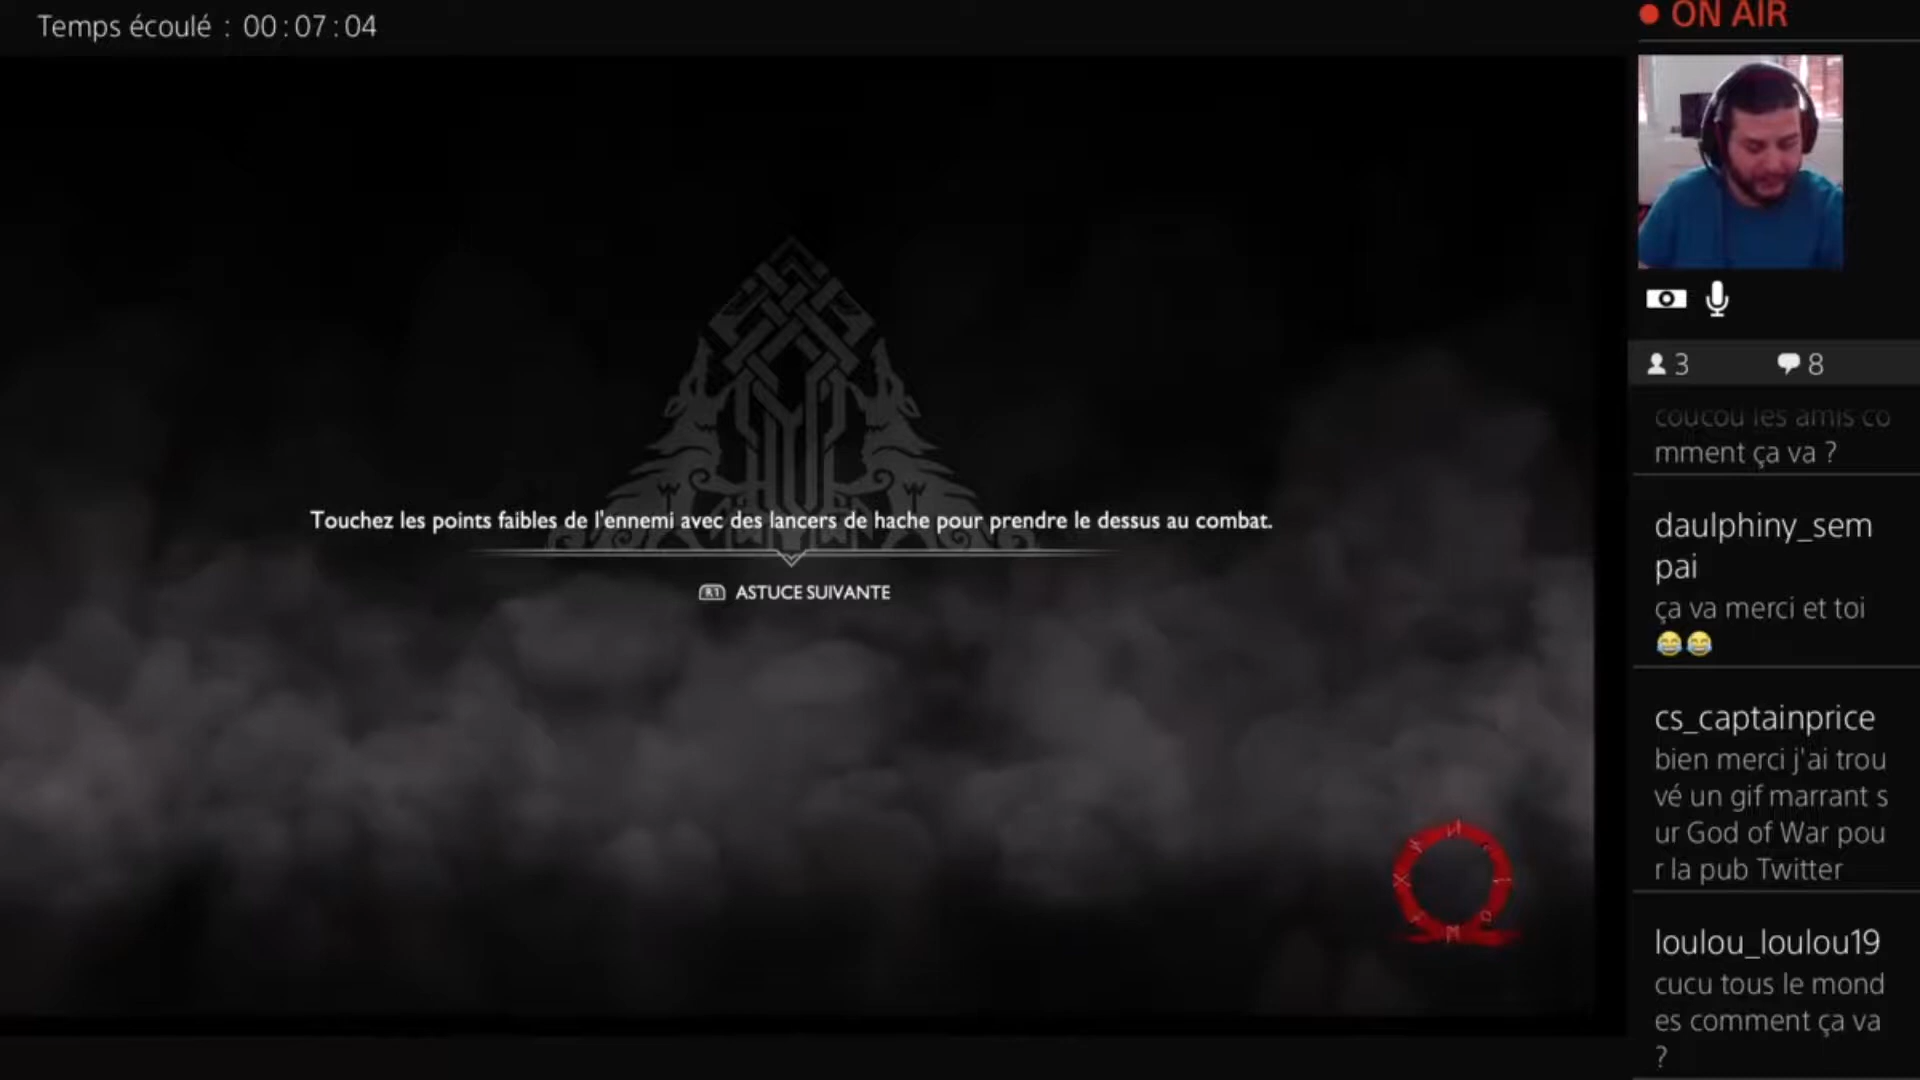 Temps écoulé : 00:07:04
ON AIR
3 8
coucou les amis co
mment ça va ?
Touchez les points faibles de l'ennemi avec des lancers de hache pour prendre le dessus au combat.
R1 ASTUCE SUIVANTE
daulphiny_sem
pai
ça va merci et toi
😂😂
cs_captainprice
bien merci j'ai trou
vé un gif marrant s
ur God of War pou
r la pub Twitter
loulou_loulou19
cucu tous le mond
es comment ça va
?